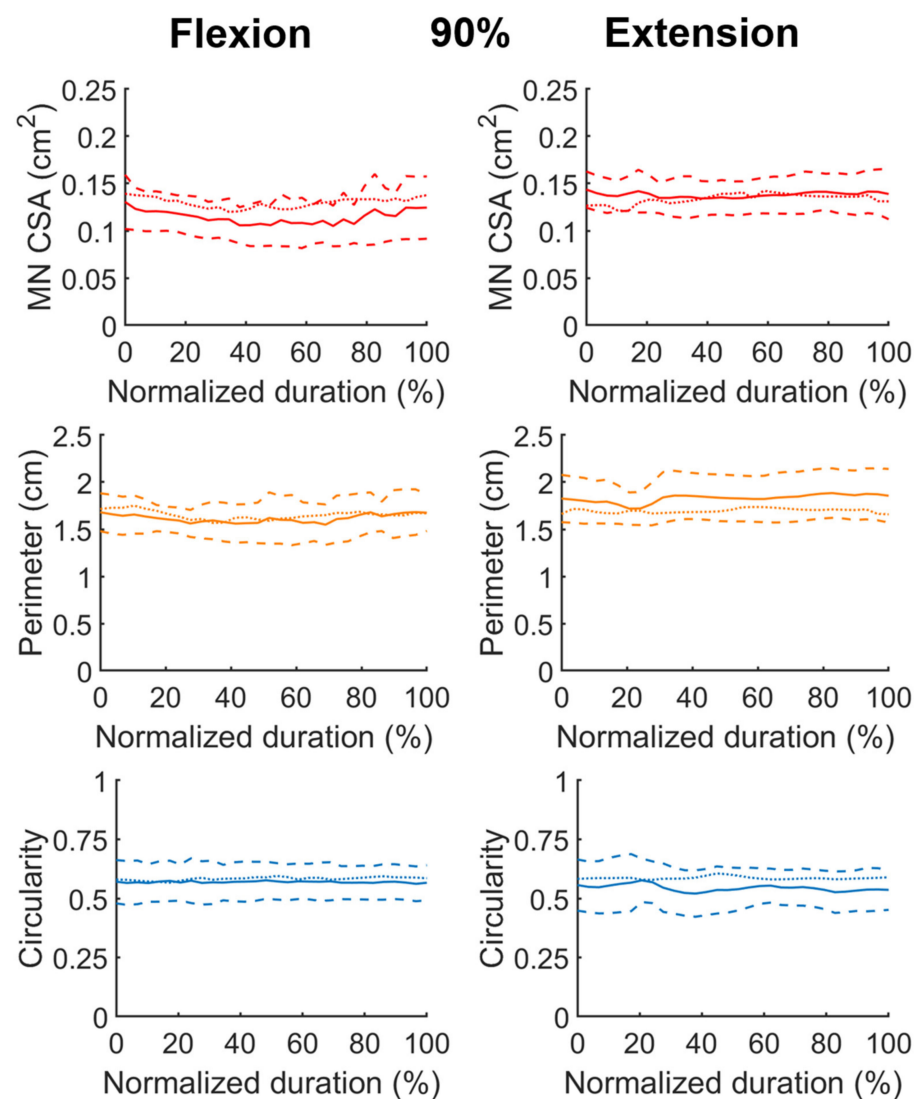 Flexion 90% Extension
MN CSA (cm²)
0.25
0.2
0.15
0.1
0.05
0
0 20 40 60 80 100
Normalized duration (%)
MN CSA (cm²)
0.25
0.2
0.15
0.1
0.05
0
0 20 40 60 80 100
Normalized duration (%)
Perimeter (cm)
2.5
2
1.5
1
0.5
0
0 20 40 60 80 100
Normalized duration (%)
Perimeter (cm)
2.5
2
1.5
1
0.5
0
0 20 40 60 80 100
Normalized duration (%)
Circularity
1
0.75
0.5
0.25
0
0 20 40 60 80 100
Normalized duration (%)
Circularity
1
0.75
0.5
0.25
0
0 20 40 60 80 100
Normalized duration (%)